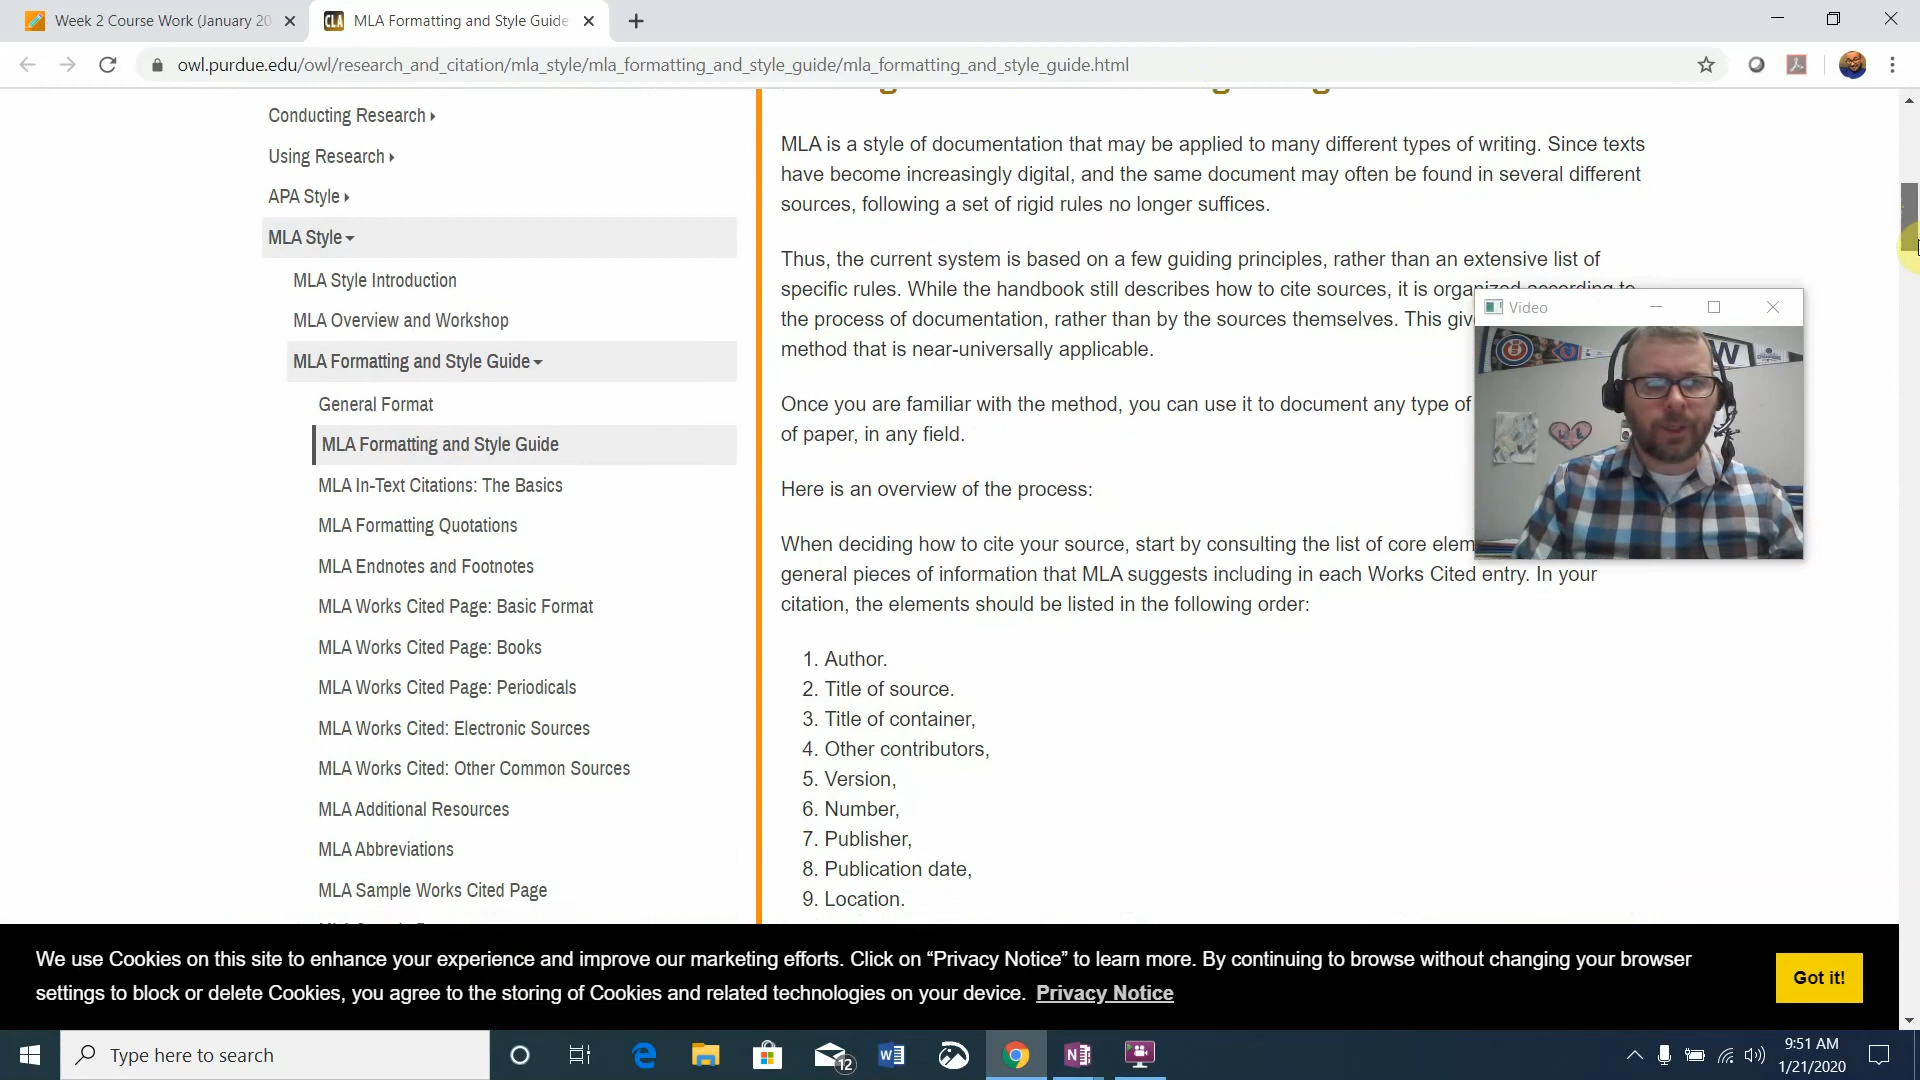 Week 2 Course Work (January 20
MLA Formatting and Style Guide
owl.purdue.edu/owl/research_and_citation/mla_style/mla_formatting_and_style_guide/mla_formatting_and_style_guide.html
Conducting Research
Using Research
APA Style
MLA Style
MLA Style Introduction
MLA Overview and Workshop
MLA Formatting and Style Guide
General Format
MLA Formatting and Style Guide
MLA In-Text Citations: The Basics
MLA Formatting Quotations
MLA Endnotes and Footnotes
MLA Works Cited Page: Basic Format
MLA Works Cited Page: Books
MLA Works Cited Page: Periodicals
MLA Works Cited: Electronic Sources
MLA Works Cited: Other Common Sources
MLA Additional Resources
MLA Abbreviations
MLA Sample Works Cited Page
MLA is a style of documentation that may be applied to many different types of writing. Since texts
have become increasingly digital, and the same document may often be found in several different
sources, following a set of rigid rules no longer suffices.
Thus, the current system is based on a few guiding principles, rather than an extensive list of
specific rules. While the handbook still describes how to cite sources, it is organized according to
the process of documentation, rather than by the sources themselves. This giv
method that is near-universally applicable.
Once you are familiar with the method, you can use it to document any type of
of paper, in any field.
Here is an overview of the process:
When deciding how to cite your source, start by consulting the list of core elem
general pieces of information that MLA suggests including in each Works Cited entry. In your
citation, the elements should be listed in the following order:
1. Author.
2. Title of source.
3. Title of container,
4. Other contributors,
5. Version,
6. Number,
7. Publisher,
8. Publication date,
9. Location.
Video
W
We use Cookies on this site to enhance your experience and improve our marketing efforts. Click on “Privacy Notice” to learn more. By continuing to browse without changing your browser
settings to block or delete Cookies, you agree to the storing of Cookies and related technologies on your device. Privacy Notice
Got it!
Type here to search
12
9:51 AM
1/21/2020